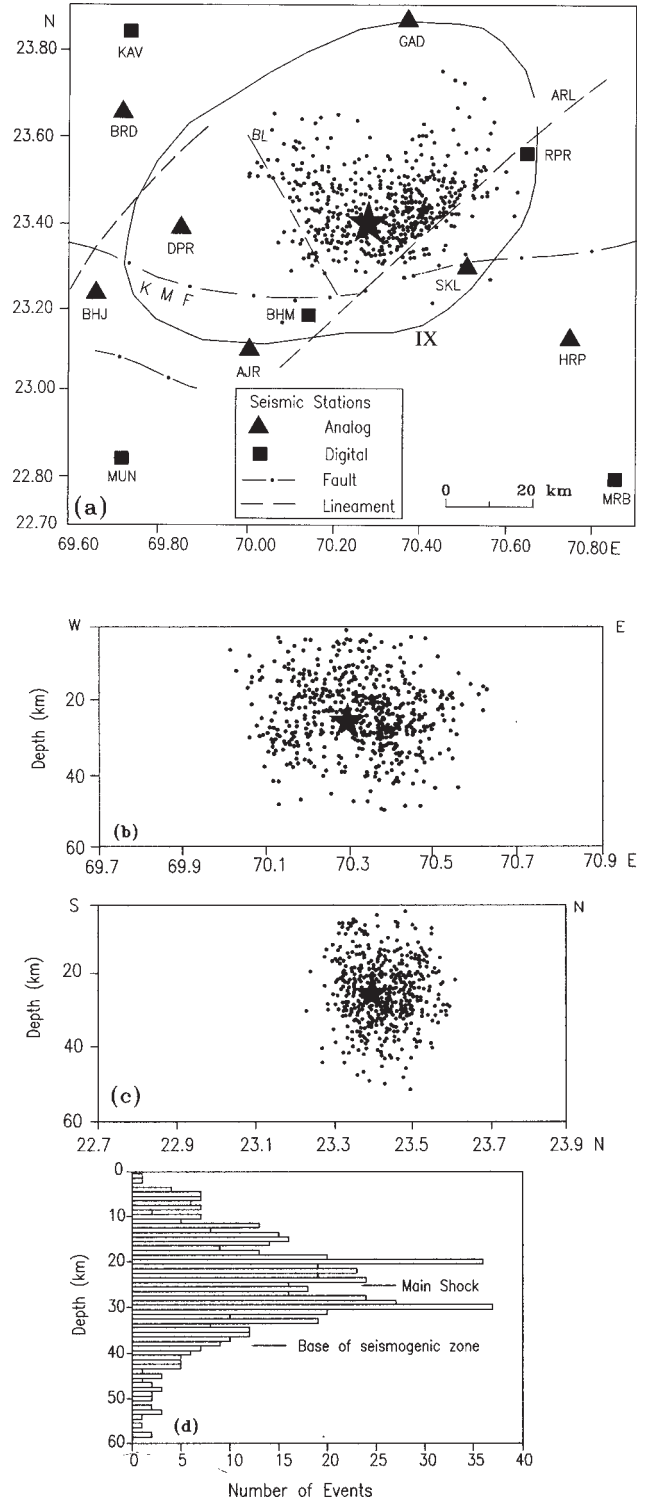 N
23.80
23.60
23.40
23.20
23.00
22.80
22.70
KAV
GAD
BRD
ARL
BL
RPR
DPR
K M F
SKL
BHJ
BHM
IX
AJR
HRP
MUN
MRB
Seismic Stations
Analog
Digital
Fault
Lineament
0 20 km
(a)
69.60 69.80 70.00 70.20 70.40 70.60 70.80 E
W E
20
40
60
Depth (km)
(b)
69.7 69.9 70.1 70.3 70.5 70.7 70.9 E
S N
20
40
60
Depth (km)
(c)
22.7 22.9 23.1 23.3 23.5 23.7 23.9 N
0
10
20
30
40
50
60
Depth (km)
Main Shock
Base of seismogenic zone
(d)
0 5 10 15 20 25 30 35 40
Number of Events